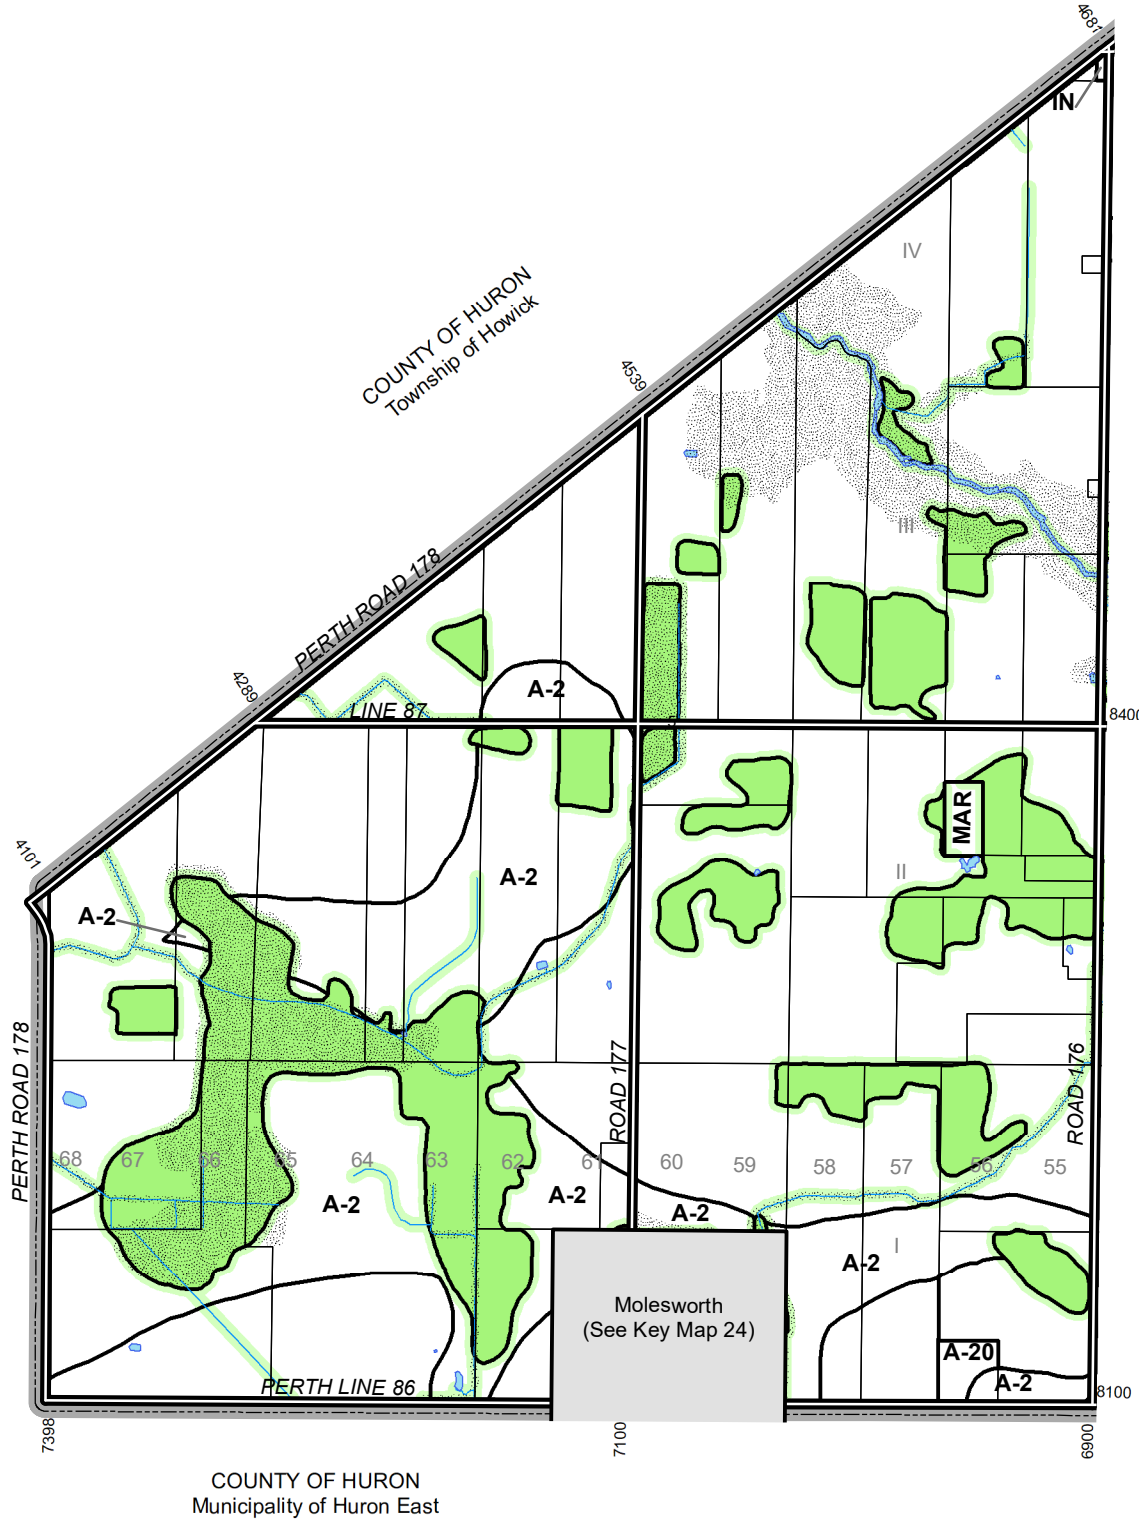 4681
IN
IV
COUNTY OF HURON
Township of Howick
4539
III
PERTH ROAD 178
4289
A-2
LINE 87
8400
MAR
4101
A-2
II
A-2
PERTH ROAD 178
ROAD 177
ROAD 176
68 67 66 65 64 63 62 61 60 59 58 57 56 55
A-2
A-2
A-2
I
A-2
Molesworth
(See Key Map 24)
A-20
A-2
PERTH LINE 86
8100
7398
7100
6900
COUNTY OF HURON
Municipality of Huron East